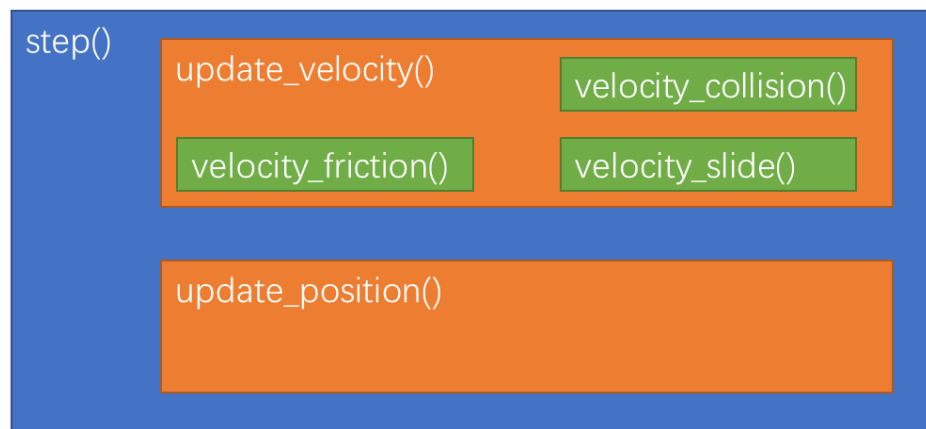 step()
update_velocity()
velocity_collision()
velocity_friction()
velocity_slide()
update_position()